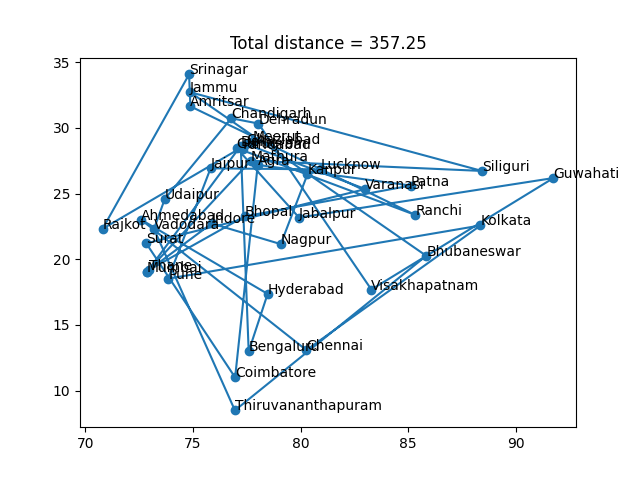 Total distance = 357.25
35
30
25
20
15
10
70
75
80
85
90
Srinagar
Jammu
Amritsar
Chandigarh
Dehradun
Meerut
Mathura
Agra
Jaipur
Lucknow
Kanpur
Varanasi
Patna
Siliguri
Guwahati
Udaipur
Ranchi
Rajkot
Ahmedabad
Vadodara
Indore
Bhopal
Jabalpur
Kolkata
Surat
Nagpur
Bhubaneswar
Thane
Mumbai
Pune
Hyderabad
Visakhapatnam
Bengaluru
Chennai
Coimbatore
Thiruvananthapuram